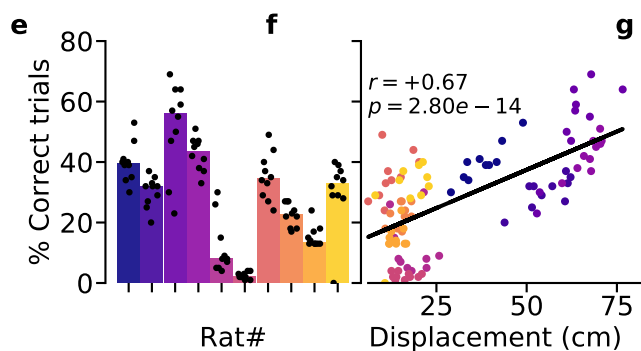 e
f
g
80
60
40
20
0
% Correct trials
Rat#
r = +0.67
p = 2.80e − 14
25
50
75
Displacement (cm)